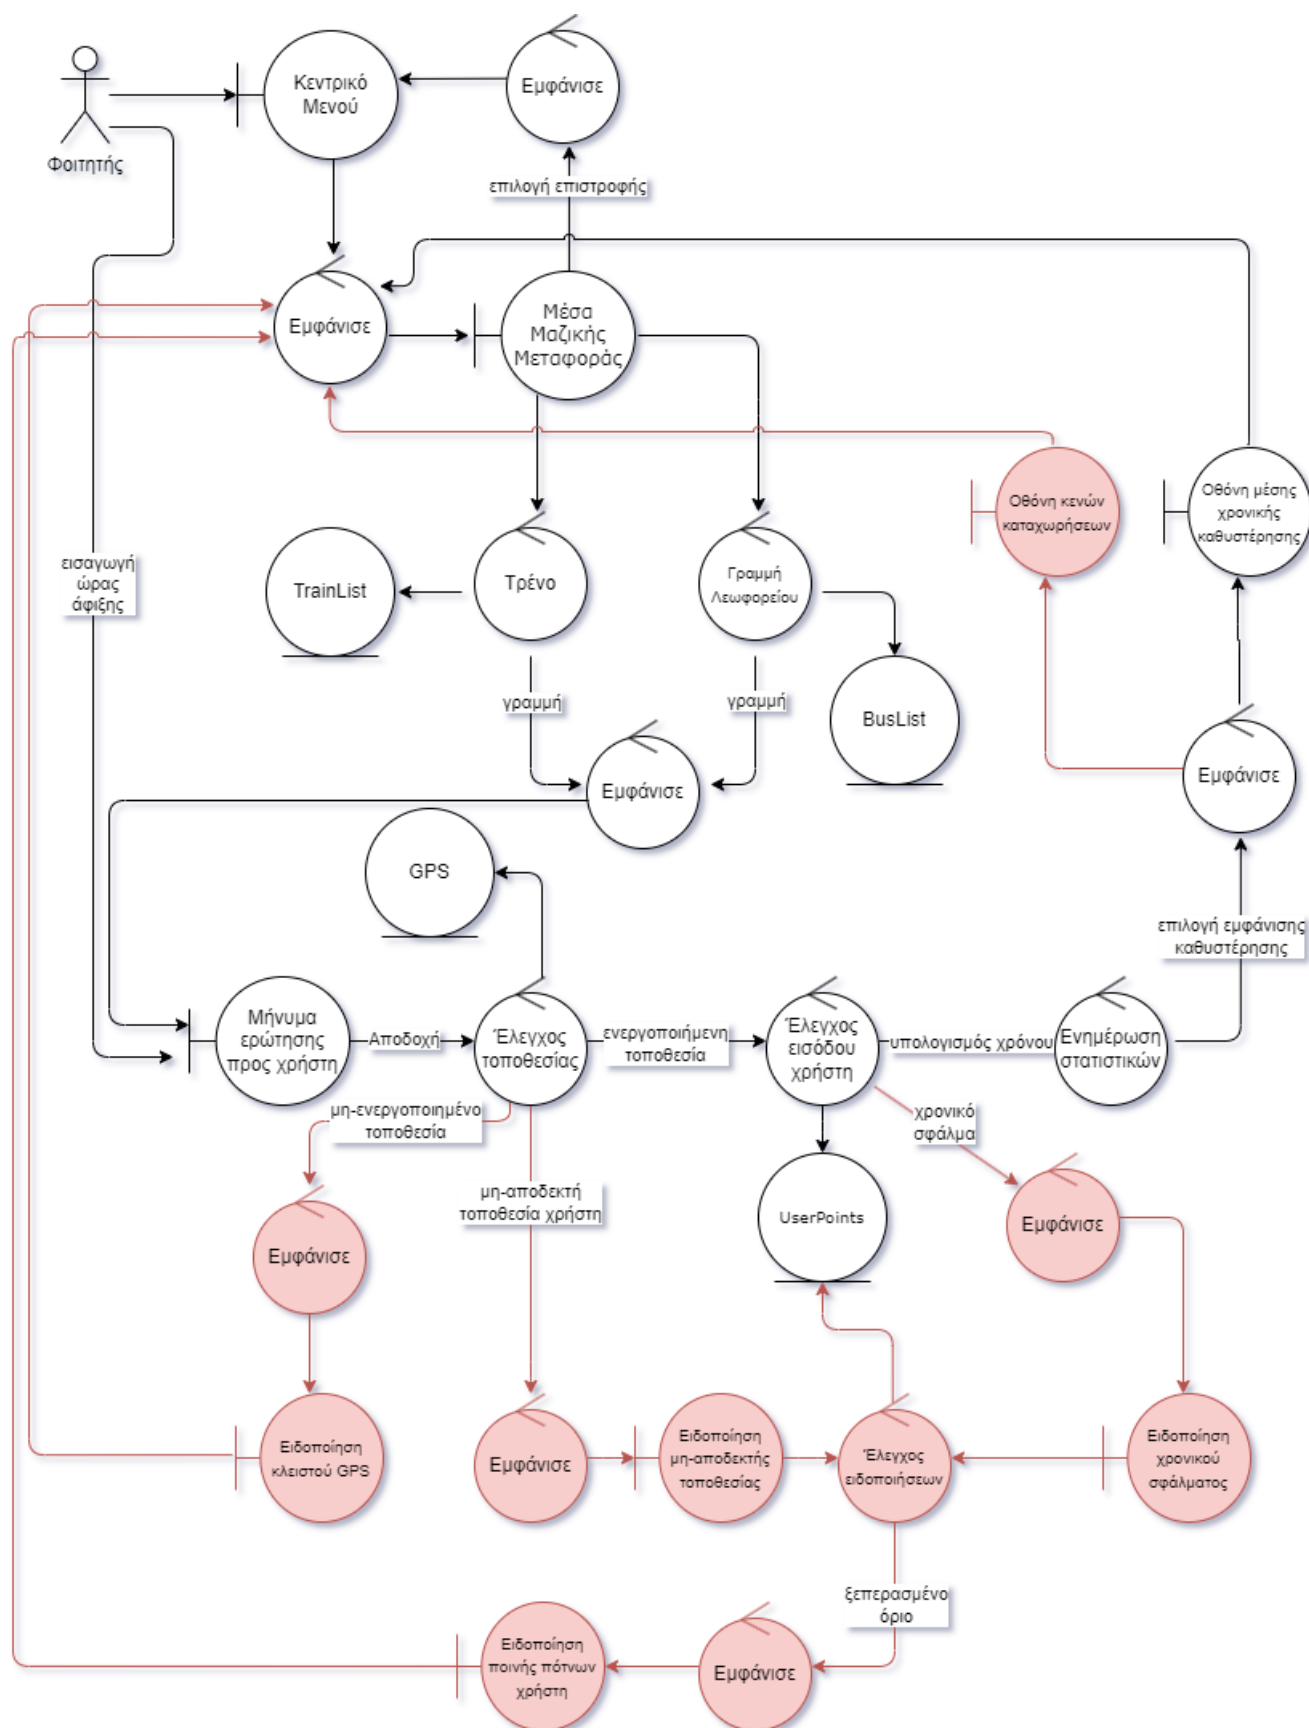 Κεντρικό
Μενού
Εμφάνισε
Φοιτητής
επιλογή επιστροφής
Εμφάνισε
Μέσα
Μαζικής
Μεταφοράς
Οθόνη κενών
καταχωρήσεων
Οθόνη μέσης
χρονικής
καθυστέρησης
εισαγωγή
ώρας
άφιξης
TrainList
Τρένο
Γραμμή
Λεωφορείου
γραμμή
γραμμή
BusList
Εμφάνισε
Εμφάνισε
GPS
επιλογή εμφάνισης
καθυστέρησης
Μήνυμα
ερώτησης
προς χρήστη
Αποδοχή
Έλεγχος
τοποθεσίας
ενεργοποιήμενη
τοποθεσία
Έλεγχος
εισόδου
χρήστη
υπολογισμός χρόνου
Ενημέρωση
στατιστικών
μη-ενεργοποιημένο
τοποθεσία
χρονικό
σφάλμα
μη-αποδεκτή
τοποθεσία χρήστη
UserPoints
Εμφάνισε
Εμφάνισε
Ειδοποίηση
κλειστού GPS
Εμφάνισε
Ειδοποίηση
μη-αποδεκτής
τοποθεσίας
Έλεγχος
ειδοποιήσεων
Ειδοποίηση
χρονικού
σφάλματος
ξεπερασμένο
όριο
Ειδοποίηση
ποινής πότνων
χρήστη
Εμφάνισε